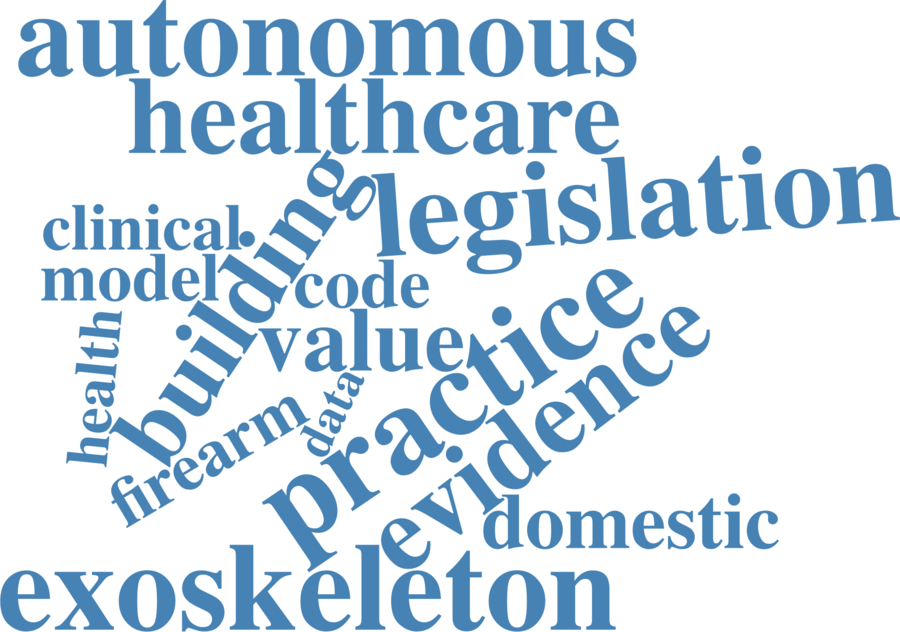 autonomous
healthcare
legislation
building
clinical
model
code
value
health
data
firearm
practice
evidence
domestic
exoskeleton